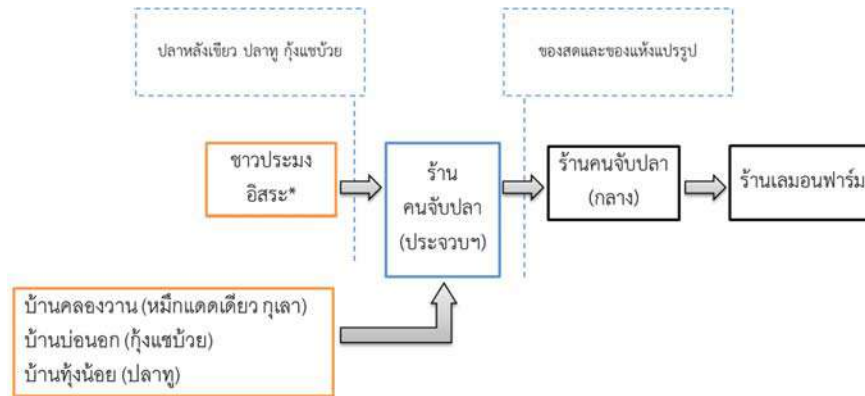 ปลาหลังเขียว ปลาทู กุ้งแชบ๊วย
ของสดและของแห้งแปรรูป
ชาวประมง
อิสระ*
ร้าน
คนจับปลา
(ประจวบฯ)
ร้านคนจับปลา
(กลาง)
ร้านเลมอนฟาร์ม
บ้านคลองวาน (หมึกแดดเดียว กุเลา)
บ้านบ่อนอก (กุ้งแชบ๊วย)
บ้านทุ่งน้อย (ปลาทู)